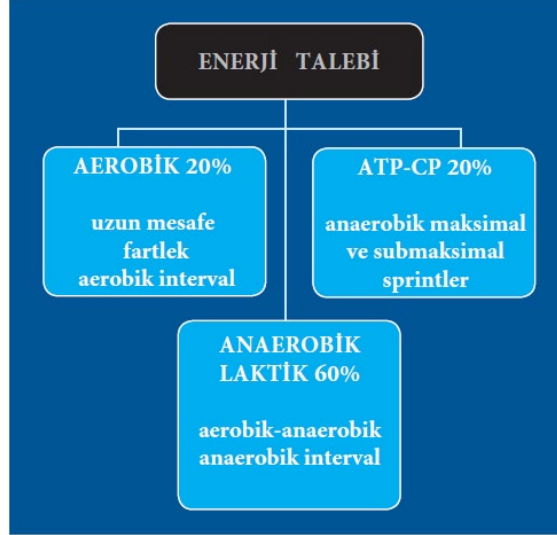 ENERJİ TALEBİ
AEROBİK 20%
uzun mesafe
fartlek
aerobik interval
ATP-CP 20%
anaerobik maksimal
ve submaksimal
sprintler
ANAEROBİK
LAKTİK 60%
aerobik-anaerobik
anaerobik interval